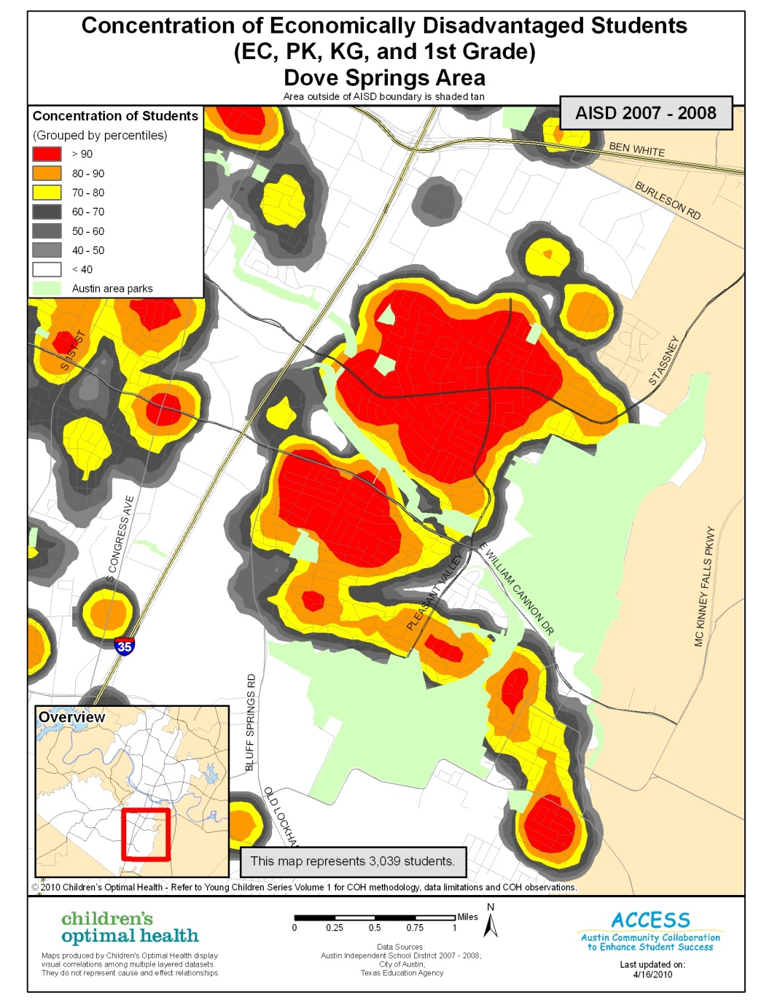 Concentration of Economically Disadvantaged Students
(EC, PK, KG, and 1st Grade)
Dove Springs Area
Area outside of AISD boundary is shaded tan
AISD 2007 - 2008
Concentration of Students
(Grouped by percentiles)
> 90
80 - 90
70 - 80
60 - 70
50 - 60
40 - 50
< 40
Austin area parks
BEN WHITE
BURLESON RD
STASSNEY
S 1ST ST
S CONGRESS AVE
E WILLIAM CANNON DR
PLEASANT VALLEY
MC KINNEY FALLS PKWY
35
BLUFF SPRINGS RD
OLD LOCKHA
Overview
This map represents 3,039 students.
© 2010 Children's Optimal Health - Refer to Young Children Series Volume 1 for COH methodology, data limitations and COH observations.
children's
optimal health
Maps produced by Children's Optimal Health display
visual correlations among multiple layered datasets.
They do not represent cause and effect relationships.
Miles
0 0.25 0.5 0.75 1
N
Data Sources:
Austin Independent School District 2007 - 2008;
City of Austin;
Texas Education Agency
ACCESS
Austin Community Collaboration
to Enhance Student Success
Last updated on:
4/16/2010